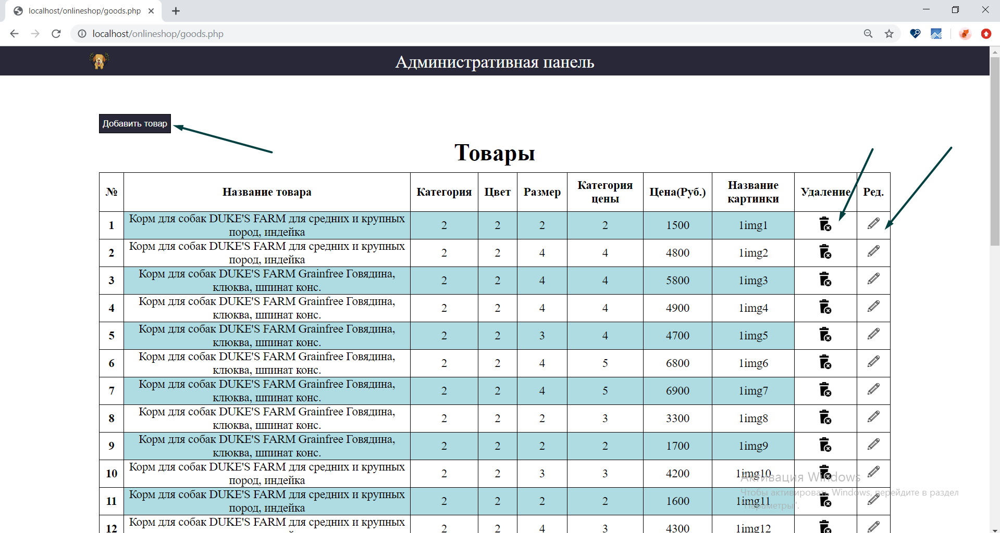 localhost/onlineshop/goods.php
localhost/onlineshop/goods.php
Административная панель
Добавить товар
Товары
№ Название товара Категория Цвет Размер Категория цены Цена(Руб.) Название картинки Удаление Ред.
1 Корм для собак DUKE'S FARM для средних и крупных пород, индейка 2 2 2 2 1500 1img1
2 Корм для собак DUKE'S FARM для средних и крупных пород, индейка 2 2 4 4 4800 1img2
3 Корм для собак DUKE'S FARM Grainfree Говядина, клюква, шпинат конс. 2 2 4 4 5800 1img3
4 Корм для собак DUKE'S FARM Grainfree Говядина, клюква, шпинат конс. 2 2 4 4 4900 1img4
5 Корм для собак DUKE'S FARM Grainfree Говядина, клюква, шпинат конс. 2 2 3 4 4700 1img5
6 Корм для собак DUKE'S FARM Grainfree Говядина, клюква, шпинат конс. 2 2 4 5 6800 1img6
7 Корм для собак DUKE'S FARM Grainfree Говядина, клюква, шпинат конс. 2 2 4 5 6900 1img7
8 Корм для собак DUKE'S FARM Grainfree Говядина, клюква, шпинат конс. 2 2 2 3 3300 1img8
9 Корм для собак DUKE'S FARM Grainfree Говядина, клюква, шпинат конс. 2 2 2 2 1700 1img9
10 Корм для собак DUKE'S FARM для средних и крупных пород, индейка 2 2 3 3 4200 1img10
11 Корм для собак DUKE'S FARM для средних и крупных пород, индейка 2 2 2 2 1600 1img11
12 Корм для собак DUKE'S FARM для средних и крупных 2 2 4 3 4300 1img12
Активация Windows
Чтобы активировать Windows, перейдите в раздел
"Параметры".